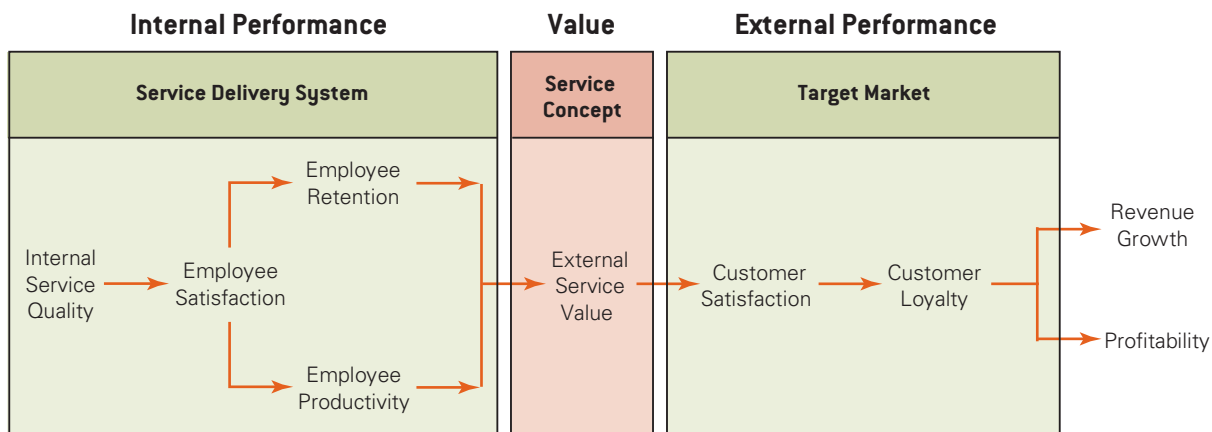 Internal Performance
Value
External Performance
Service Delivery System
Service
Concept
Target Market
Internal
Service
Quality
Employee
Satisfaction
Employee
Retention
Employee
Productivity
External
Service
Value
Customer
Satisfaction
Customer
Loyalty
Revenue
Growth
Profitability